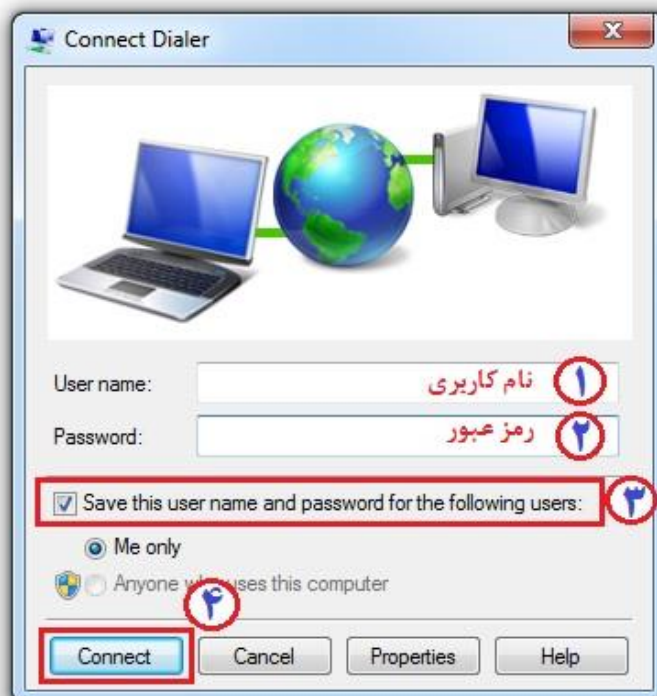 Connect Dialer
User name: نام کاربری ۱
Password: رمز عبور ۲
Save this user name and password for the following users: ۳
Me only
Anyone who uses this computer
۴
Connect Cancel Properties Help